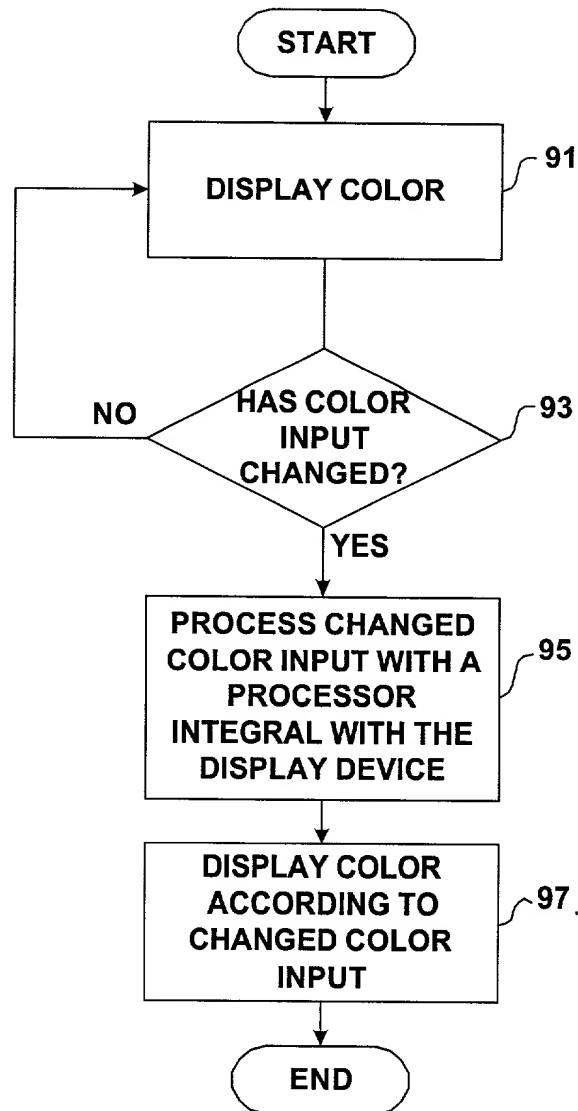 START
DISPLAY COLOR
91
HAS COLOR
INPUT
CHANGED?
93
NO
YES
PROCESS CHANGED
COLOR INPUT WITH A
PROCESSOR
INTEGRAL WITH THE
DISPLAY DEVICE
95
DISPLAY COLOR
ACCORDING TO
CHANGED COLOR
INPUT
97
END